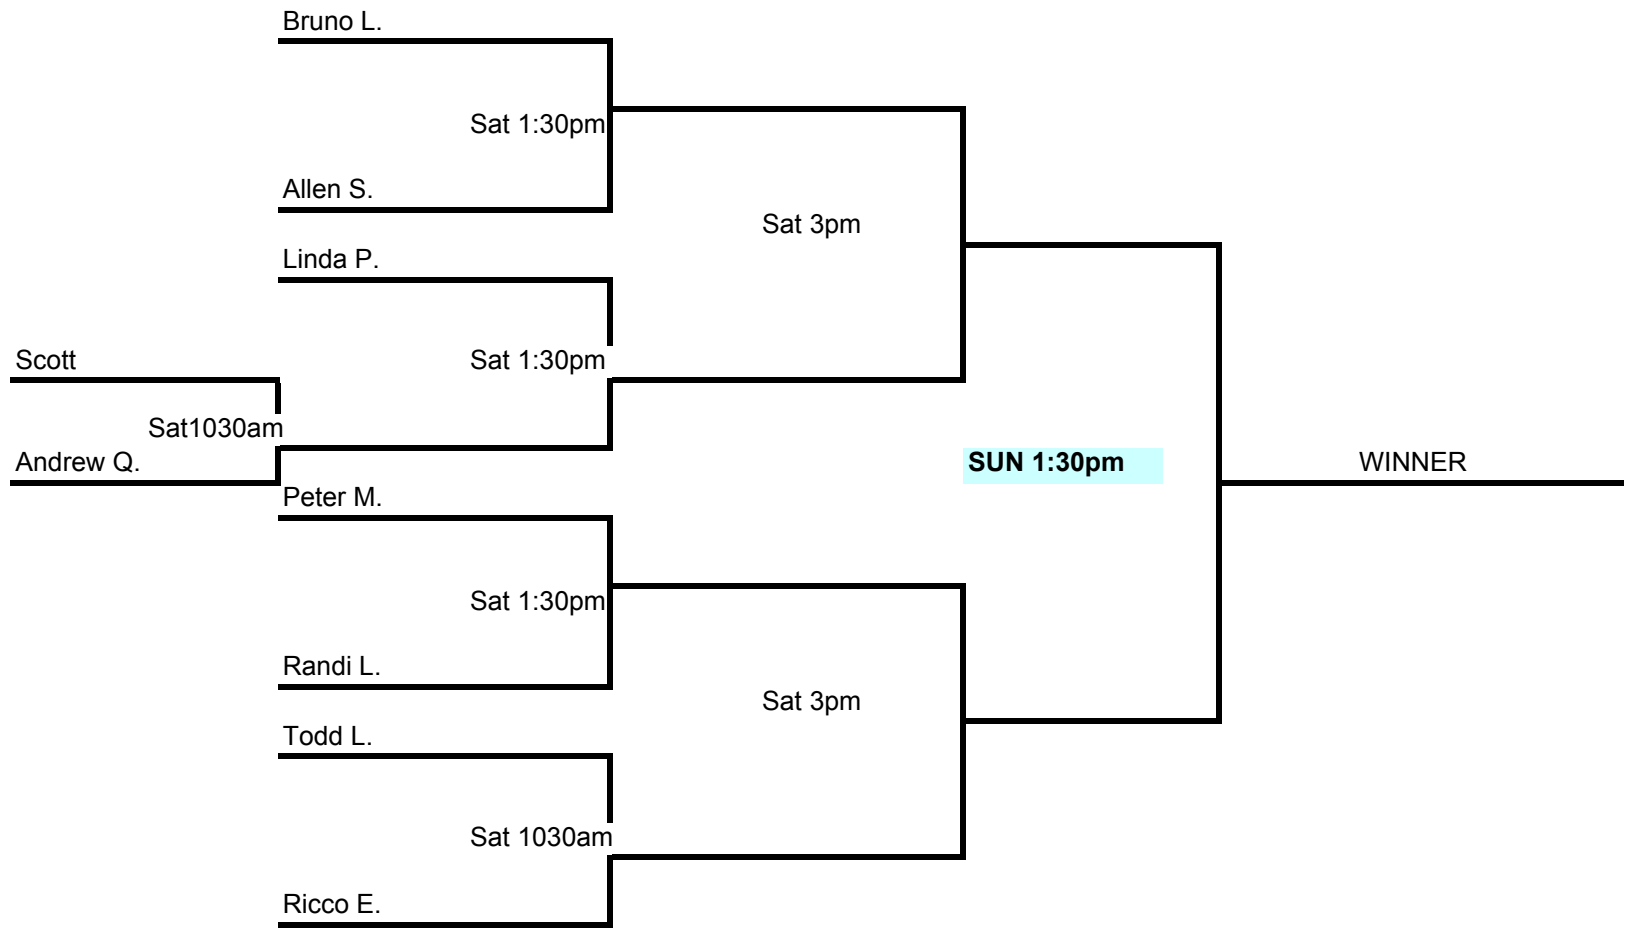 Bruno L.
Sat 1:30pm
Allen S.
Sat 3pm
Linda P.
Scott
Sat 1:30pm
Sat1030am
Andrew Q.
SUN 1:30pm
WINNER
Peter M.
Sat 1:30pm
Randi L.
Sat 3pm
Todd L.
Sat 1030am
Ricco E.